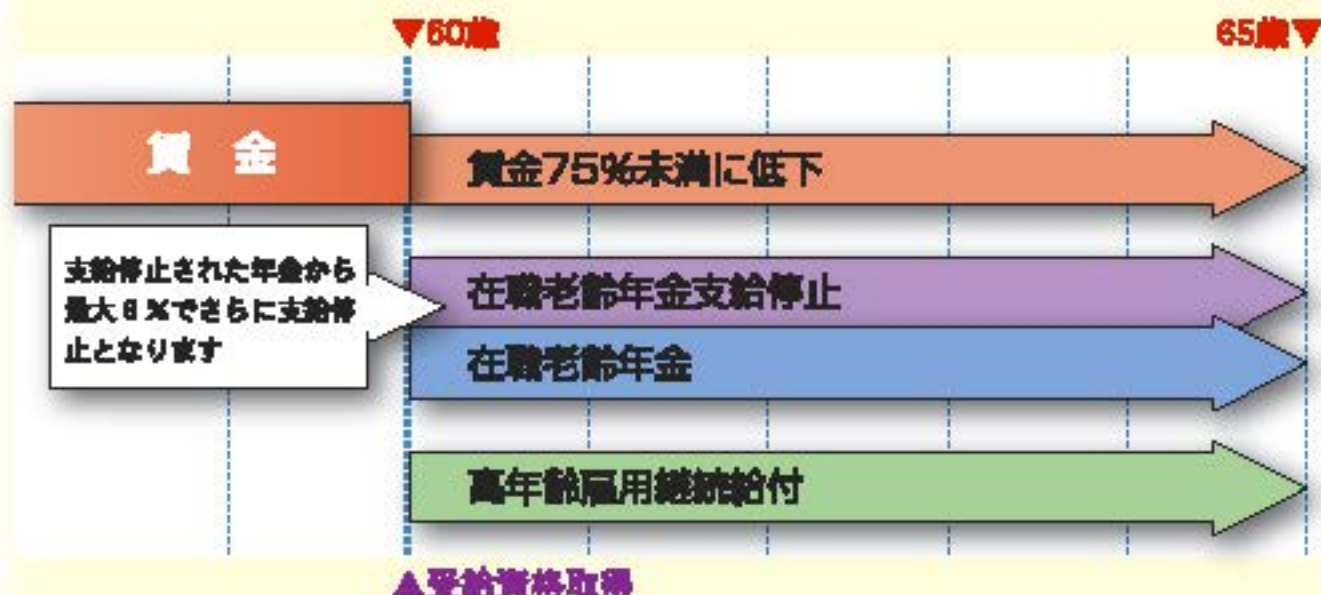 ▼60歳
65歳▼
賃金
賃金75%未満に低下
支給停止された年金から
最大6%でさらに支給停
止となります
在職老齢年金支給停止
在職老齢年金
高年齢雇用継続給付
▲受給資格取得